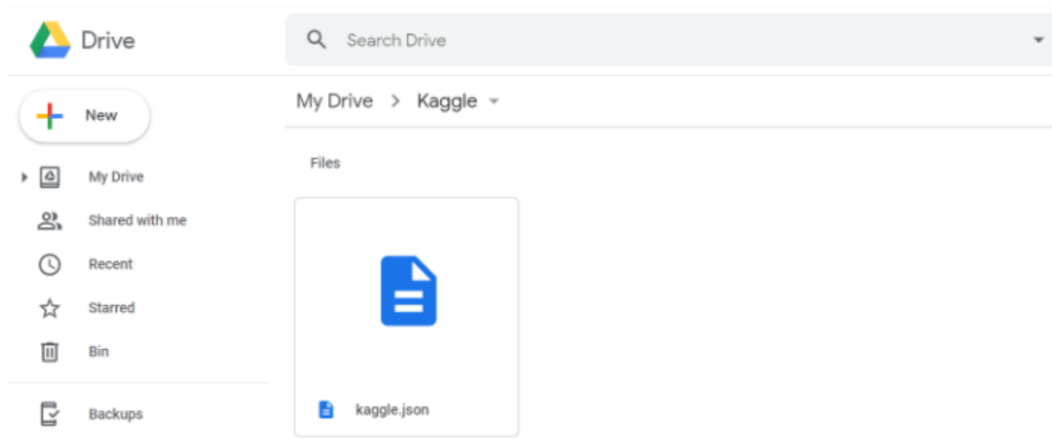 Drive
Search Drive
New
My Drive > Kaggle
Files
My Drive
Shared with me
Recent
Starred
Bin
Backups
kaggle.json